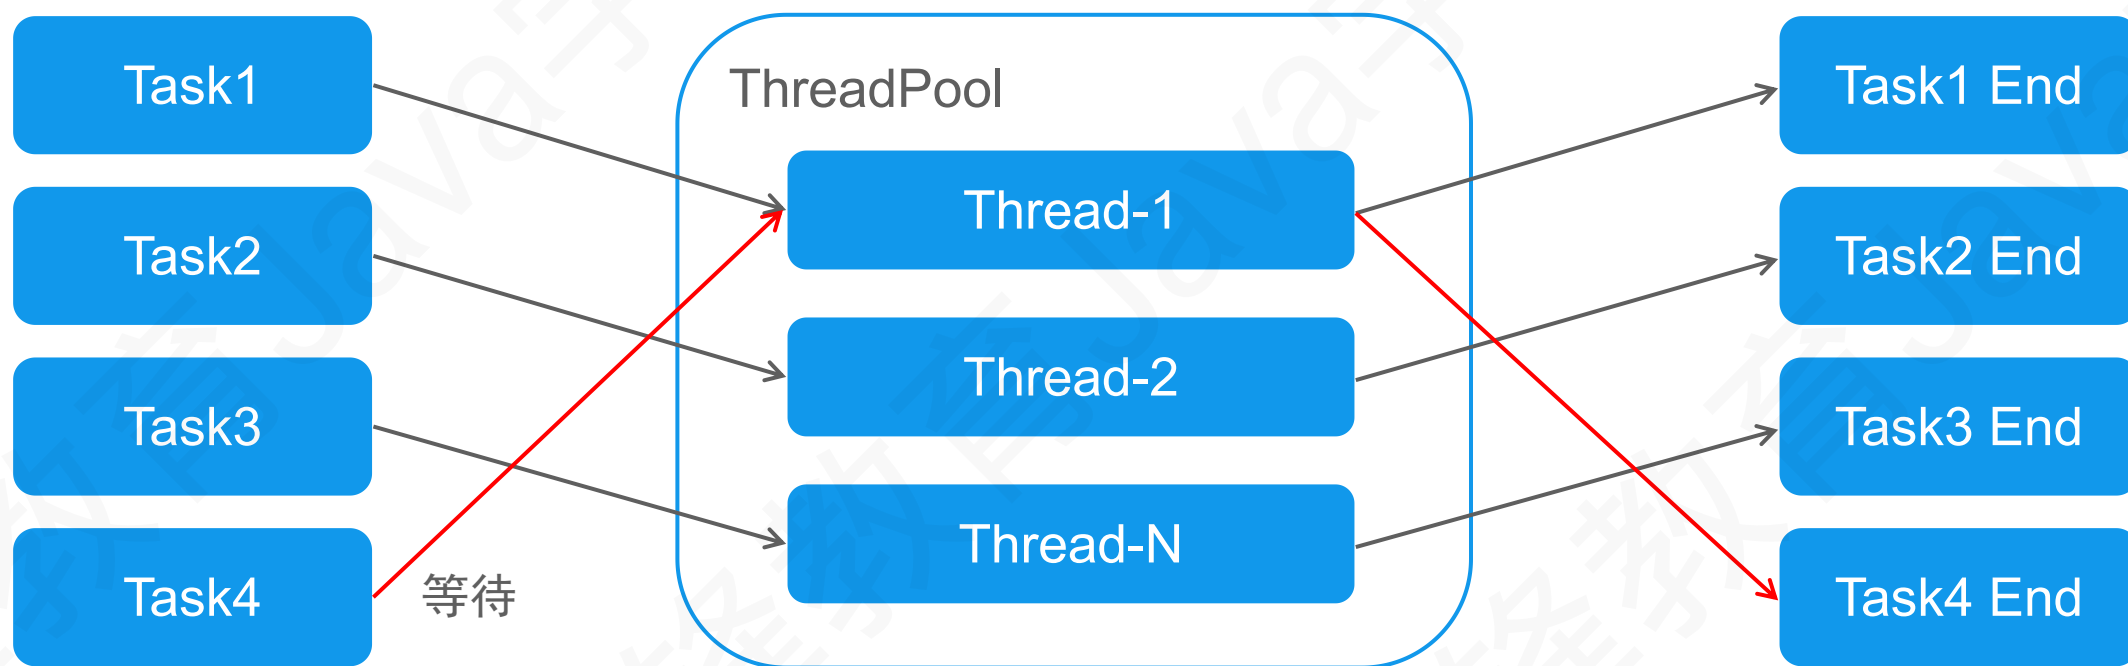 Task1
Task2
Task3
Task4
等待
ThreadPool
Thread-1
Thread-2
Thread-N
Task1 End
Task2 End
Task3 End
Task4 End